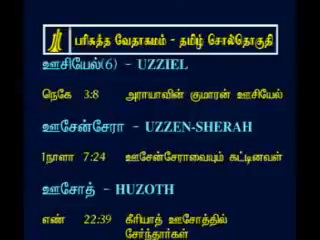 பரிசுத்த வேதாகமம் - தமிழ் சொல்தொகுதி
ஊசியேல்(6) - UZZIEL
நெகே 3:8 அராயாவின் குமாரன் ஊசியேல்
ஊசேன்சேரா - UZZEN-SHERAH
1நாளா 7:24 ஊசேன்சேராவையும் கட்டினவள்
ஊசோத் - HUZOTH
எண் 22:39 கீரியாத் ஊசோத்தில்
சேர்ந்தார்கள்